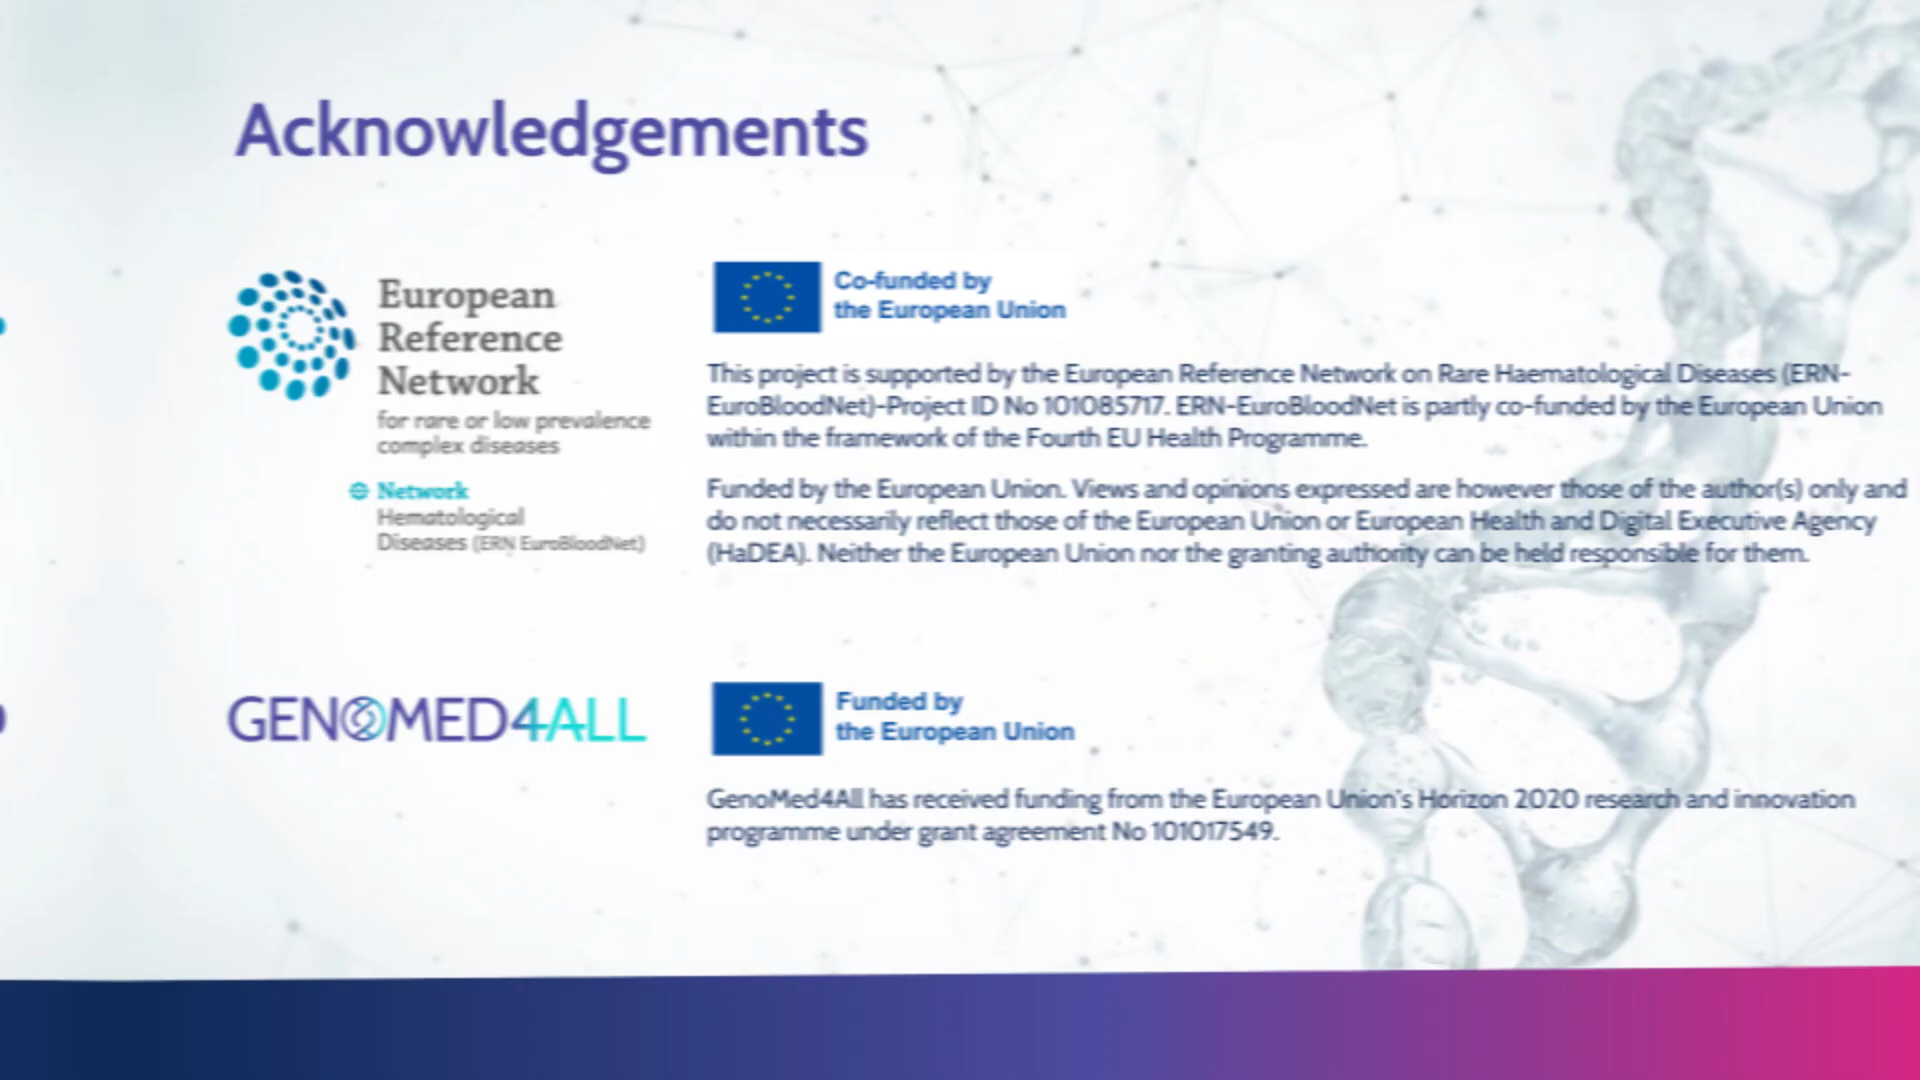 Acknowledgements
European
Reference
Network
for rare or low prevalence
complex diseases
Network
Hematological
Diseases (ERN EuroBloodNet)
Co-funded by
the European Union
This project is supported by the European Reference Network on Rare Haematological Diseases (ERN-
EuroBloodNet)-Project ID No 101085717. ERN-EuroBloodNet is partly co-funded by the European Union
within the framework of the Fourth EU Health Programme.
Funded by the European Union. Views and opinions expressed are however those of the author(s) only and
do not necessarily reflect those of the European Union or European Health and Digital Executive Agency
(HaDEA). Neither the European Union nor the granting authority can be held responsible for them.
GENOMED4ALL
Funded by
the European Union
GenoMed4All has received funding from the European Union's Horizon 2020 research and innovation
programme under grant agreement No 101017549.